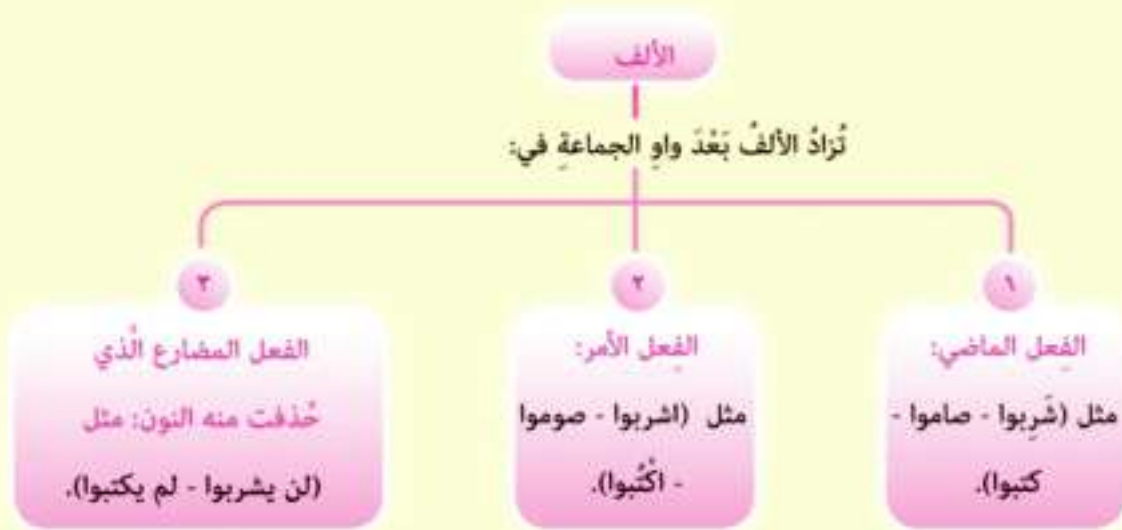 الألف
تُزادُ الألفُ بَعْدَ واوِ الجماعةِ في:
١
الفِعل الماضي:
مثل (شَرِبوا - صاموا -
كتبوا).
٢
الفِعل الأمر:
مثل (اشربوا - صوموا
- اكْتُبوا).
٣
الفعل المضارع الَّذي
حُذفت منه النون: مثل
(لن يشربوا - لم يكتبوا).